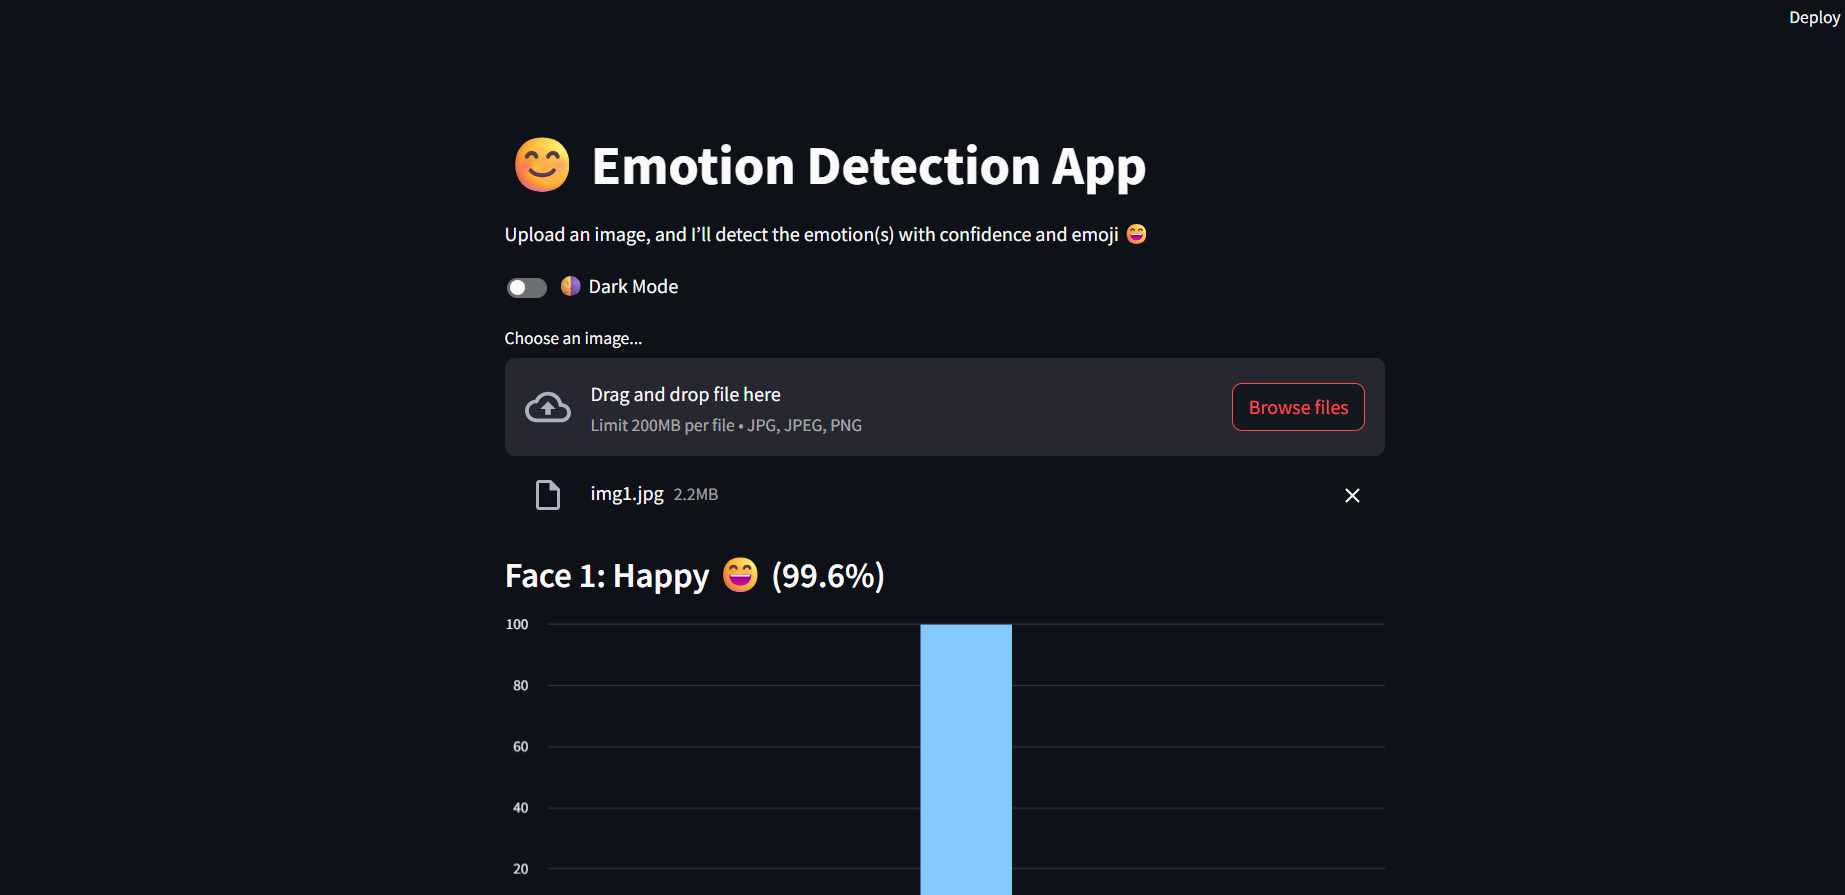 Deploy
😊 Emotion Detection App
Upload an image, and I’ll detect the emotion(s) with confidence and emoji 😄
🌗 Dark Mode
Choose an image...
Drag and drop file here
Limit 200MB per file • JPG, JPEG, PNG
Browse files
img1.jpg 2.2MB
Face 1: Happy 😄 (99.6%)
100
80
60
40
20